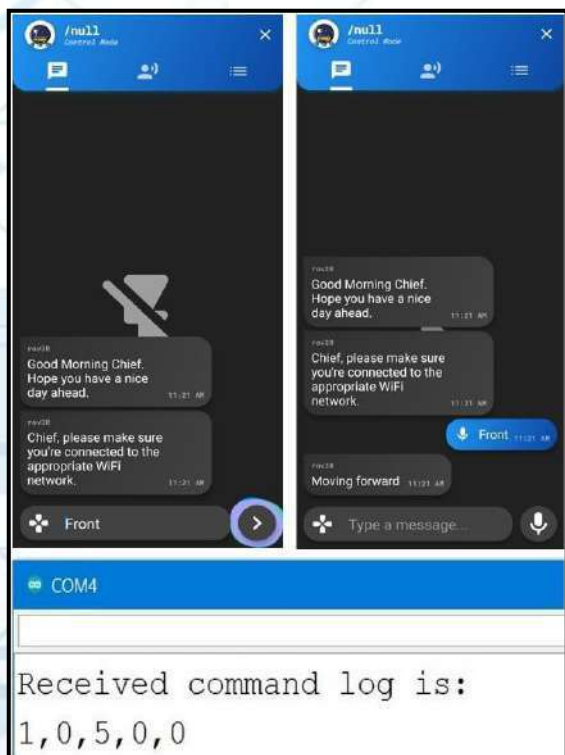 /null
Control Mode
rov3R
Good Morning Chief.
Hope you have a nice
day ahead.
11:21 AM
Chief, please make sure
you're connected to the
appropriate WiFi
network.
11:21 AM
Front
/null
Control Mode
Good Morning Chief.
Hope you have a nice
day ahead.
11:21 AM
Chief, please make sure
you're connected to the
appropriate WiFi
network.
11:21 AM
Front
11:21 AM
Moving forward
11:21 AM
Type a message...
COM4
Received command log is:
1,0,5,0,0